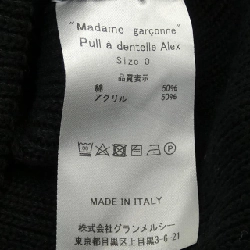 "Madame garçonne"
Pull à dentelle Alex
Size 0
品質表示
綿 50%
アクリル 50%
MADE IN ITALY
株式会社グランメルシー
東京都目黒区上目黒3-6-21